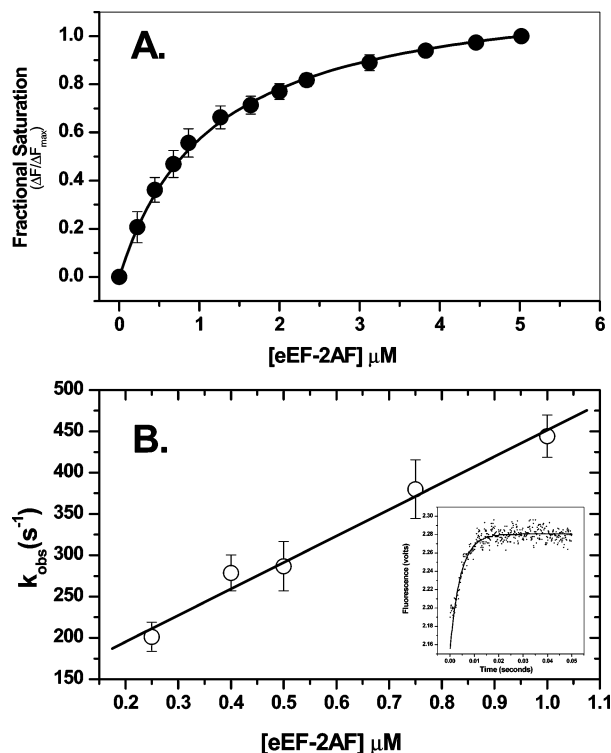 A.
Fractional Saturation
(ΔF/ΔFmax)
1.0
0.8
0.6
0.4
0.2
0.0
0 1 2 3 4 5 6
[eEF-2AF] μM
B.
kobs(s-1)
500
450
400
350
300
250
200
150
0.2 0.3 0.4 0.5 0.6 0.7 0.8 0.9 1.0 1.1
[eEF-2AF] μM
Fluorescence (volts)
2.30
2.28
2.26
2.24
2.22
2.20
2.18
2.16
0.00 0.01 0.02 0.03 0.04 0.05
Time (seconds)